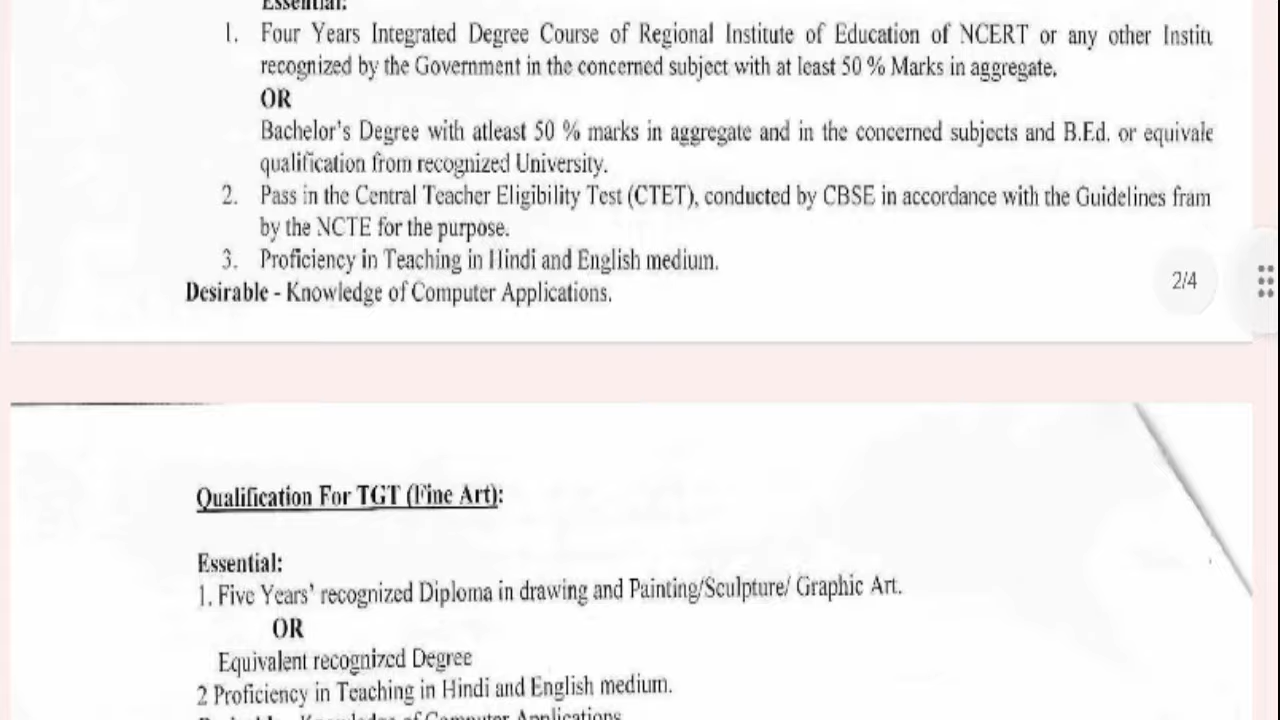 Essential:
1. Four Years Integrated Degree Course of Regional Institute of Education of NCERT or any other Institu
recognized by the Government in the concerned subject with at least 50 % Marks in aggregate.
OR
Bachelor's Degree with atleast 50 % marks in aggregate and in the concerned subjects and B.Ed. or equivale
qualification from recognized University.
2. Pass in the Central Teacher Eligibility Test (CTET), conducted by CBSE in accordance with the Guidelines fram
by the NCTE for the purpose.
3. Proficiency in Teaching in Hindi and English medium.
Desirable - Knowledge of Computer Applications.
2/4
Qualification For TGT (Fine Art):
Essential:
1. Five Years' recognized Diploma in drawing and Painting/Sculpture/ Graphic Art.
OR
Equivalent recognized Degree
2 Proficiency in Teaching in Hindi and English medium.
Desirable - Knowledge of Computer Applications